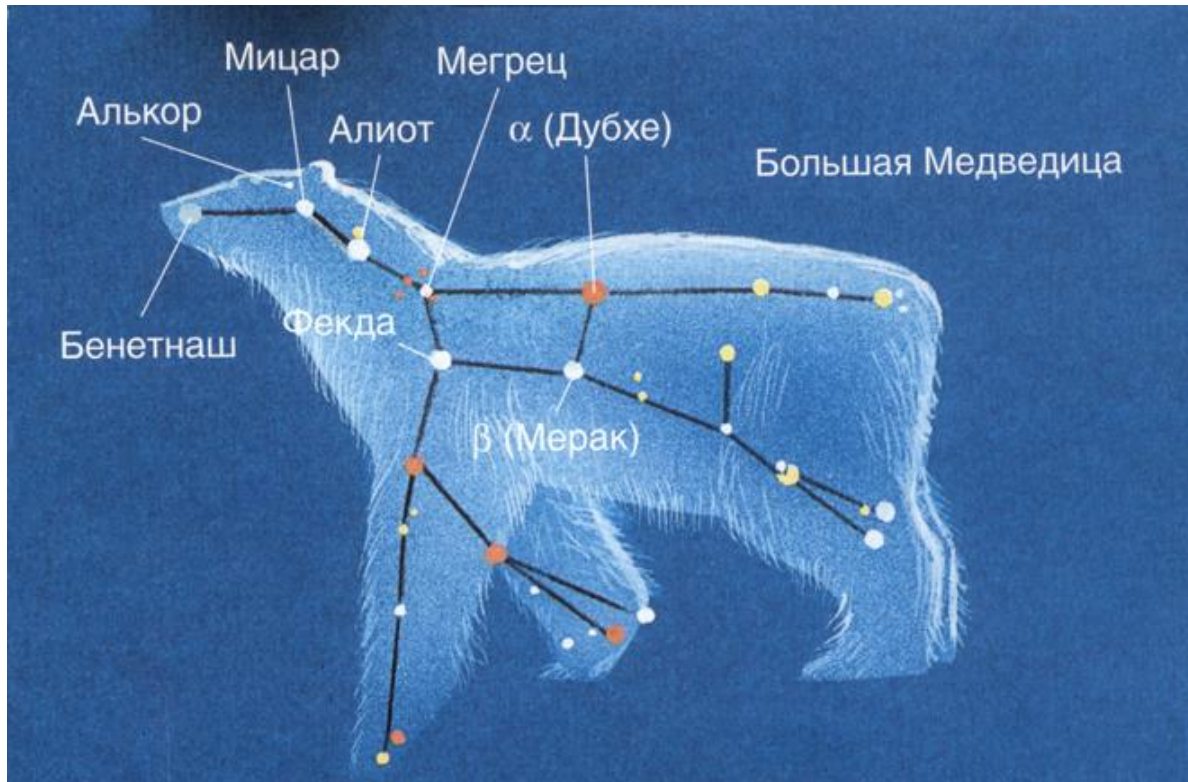 Мицар
Мегрец
Алькор
Алиот
α (Дубхе)
Большая Медведица
Фекда
Бенетнаш
β (Мерак)